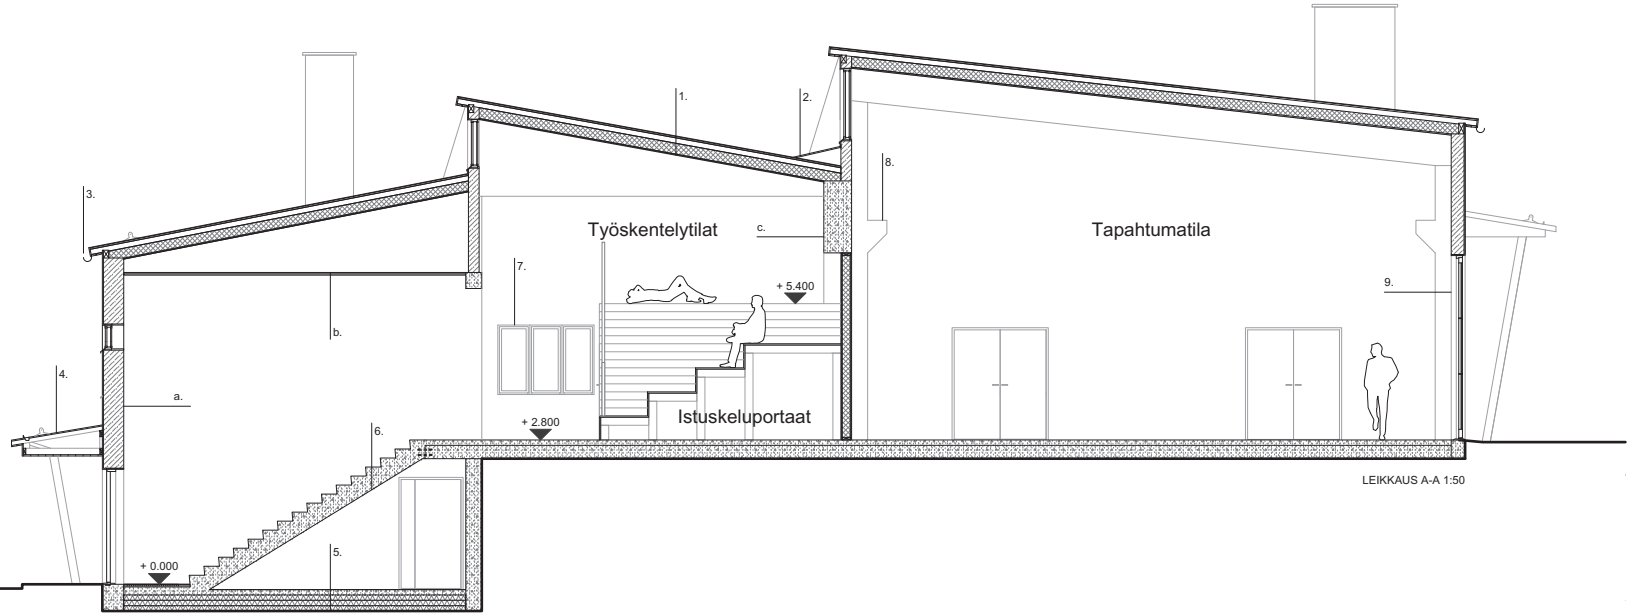 1.
2.
3.
8.
Työskentelytilat
c.
Tapahtumatila
7.
+ 5.400
9.
b.
4.
a.
Istuskeluportaat
+ 2.800
6.
LEIKKAUS A-A 1:50
5.
+ 0.000